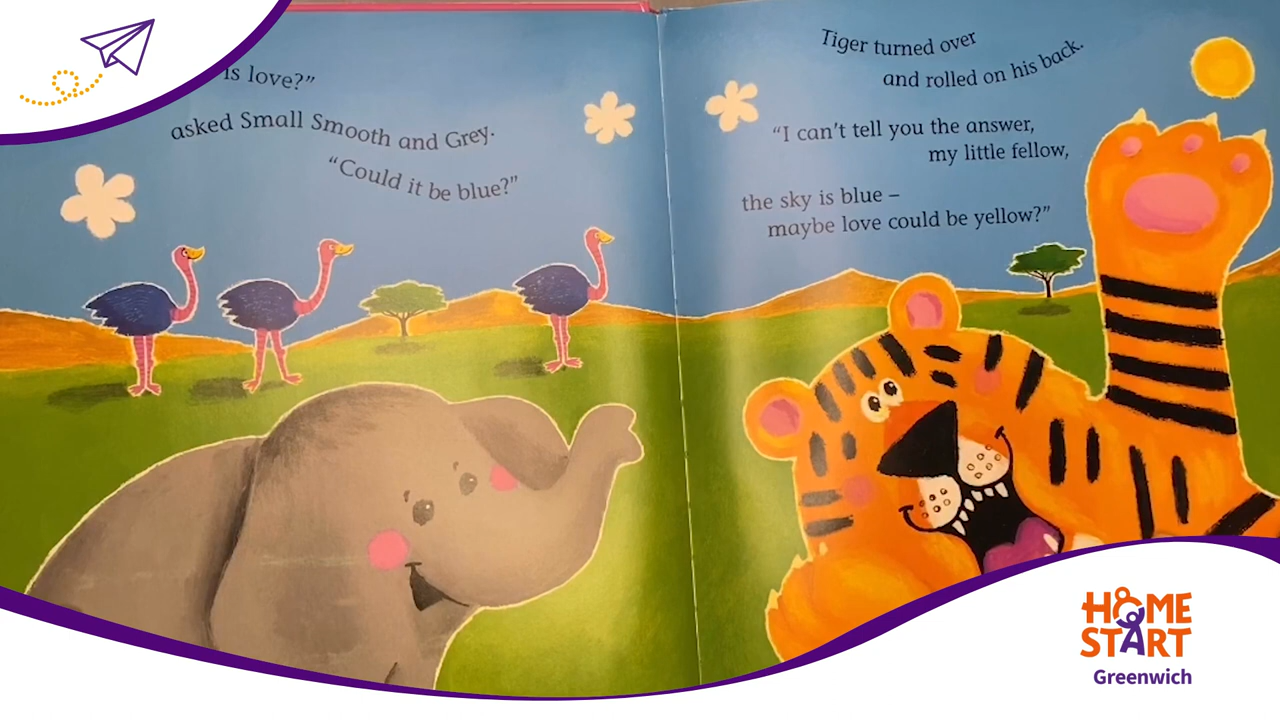 is love?”
asked Small Smooth and Grey.
“Could it be blue?”
Tiger turned over
and rolled on his back.
“I can’t tell you the answer,
my little fellow,
the sky is blue –
maybe love could be yellow?”
HOME
START
Greenwich